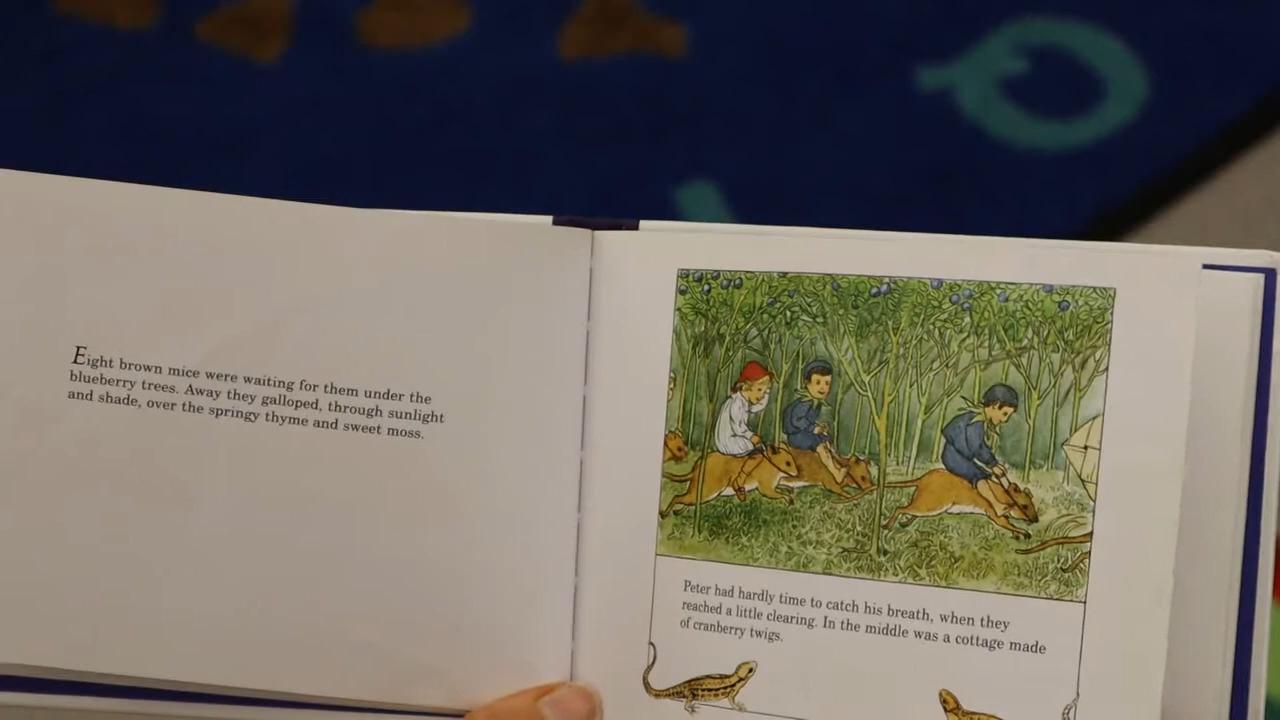 Eight brown mice were waiting for them under the
blueberry trees. Away they galloped, through sunlight
and shade, over the springy thyme and sweet moss.
Peter had hardly time to catch his breath, when they
reached a little clearing. In the middle was a cottage made
of cranberry twigs.